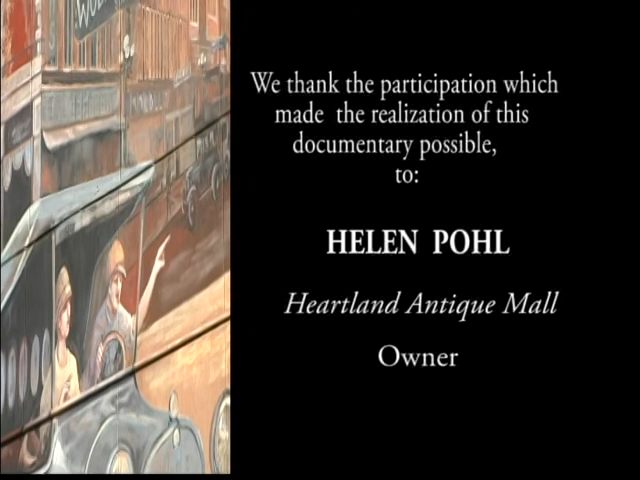 We thank the participation which
made the realization of this
documentary possible,
to:
HELEN POHL
Heartland Antique Mall
Owner